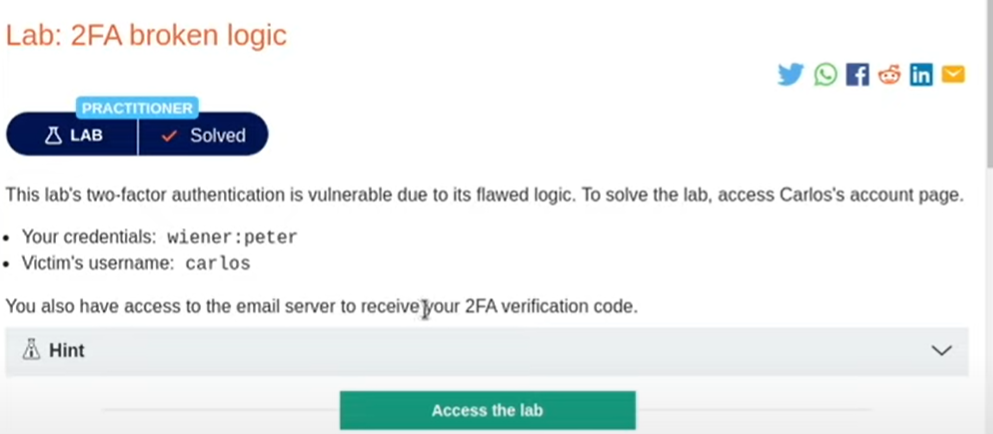 Lab: 2FA broken logic
PRACTITIONER
LAB Solved
This lab's two-factor authentication is vulnerable due to its flawed logic. To solve the lab, access Carlos's account page.
• Your credentials: wiener:peter
• Victim's username: carlos
You also have access to the email server to receive your 2FA verification code.
Hint
Access the lab